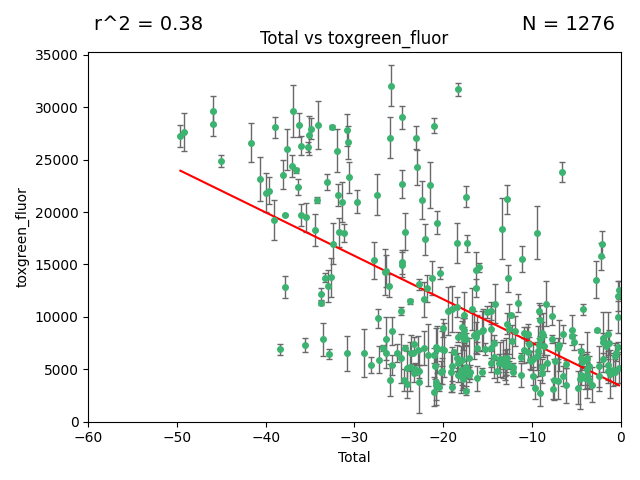 r^2 = 0.38 N = 1276
Total vs toxgreen_fluor
35000
30000
25000
20000
15000
10000
5000
0
toxgreen_fluor
−60 −50 −40 −30 −20 −10 0
Total